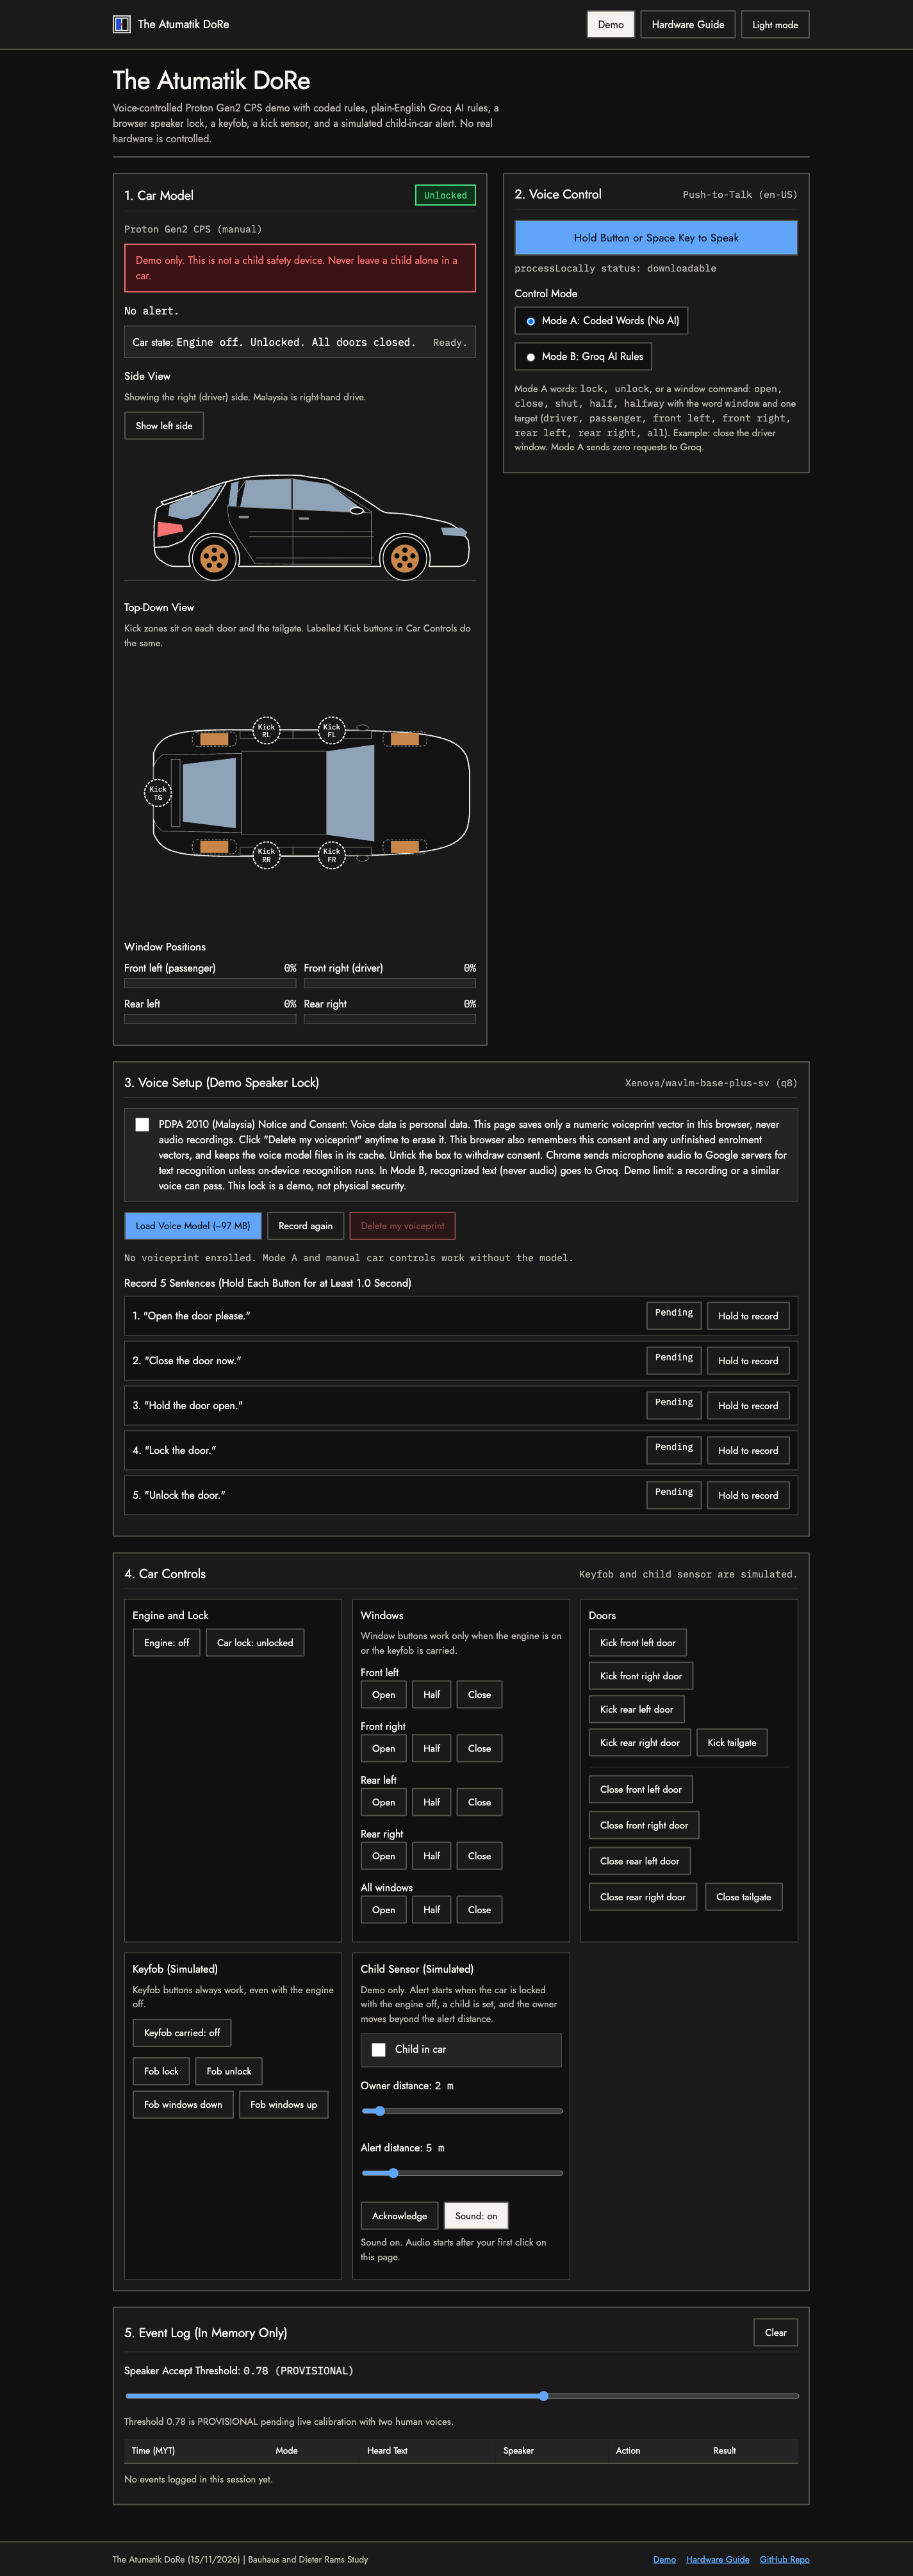 The Atumatik DoRe
Demo
Hardware Guide
Light mode
The Atumatik DoRe
Voice-controlled Proton Gen2 CPS demo with coded rules, plain-English Groq AI rules, a
browser speaker lock, a keyfob, a kick sensor, and a simulated child-in-car alert. No real
hardware is controlled.
1. Car Model
Unlocked
Proton Gen2 CPS (manual)
Demo only. This is not a child safety device. Never leave a child alone in a
car.
No alert.
Car state: Engine off. Unlocked. All doors closed.
Ready.
Side View
Showing the right (driver) side. Malaysia is right-hand drive.
Show left side
Top-Down View
Kick zones sit on each door and the tailgate. Labelled Kick buttons in Car Controls do
the same.
Kick
RL
Kick
FL
Kick
TG
Kick
RR
Kick
FR
Window Positions
Front left (passenger) 0%
Front right (driver) 0%
Rear left 0%
Rear right 0%
2. Voice Control
Push-to-Talk (en-US)
Hold Button or Space Key to Speak
processLocally status: downloadable
Control Mode
Mode A: Coded Words (No AI)
Mode B: Groq AI Rules
Mode A words: lock, unlock, or a window command: open,
close, shut, half, halfway with the word window and one
target (driver, passenger, front left, front right,
rear left, rear right, all). Example: close the driver
window. Mode A sends zero requests to Groq.
3. Voice Setup (Demo Speaker Lock)
Xenova/wavlm-base-plus-sv (q8)
PDPA 2010 (Malaysia) Notice and Consent: Voice data is personal data. This page saves only a numeric voiceprint vector in this browser, never
audio recordings. Click "Delete my voiceprint" anytime to erase it. This browser also remembers this consent and any unfinished enrolment
vectors, and keeps the voice model files in its cache. Untick the box to withdraw consent. Chrome sends microphone audio to Google servers for
text recognition unless on-device recognition runs. In Mode B, recognized text (never audio) goes to Groq. Demo limit: a recording or a similar
voice can pass. This lock is a demo, not physical security.
Load Voice Model (~97 MB)
Record again
Delete my voiceprint
No voiceprint enrolled. Mode A and manual car controls work without the model.
Record 5 Sentences (Hold Each Button for at Least 1.0 Second)
1. "Open the door please."
Pending
Hold to record
2. "Close the door now."
Pending
Hold to record
3. "Hold the door open."
Pending
Hold to record
4. "Lock the door."
Pending
Hold to record
5. "Unlock the door."
Pending
Hold to record
4. Car Controls
Keyfob and child sensor are simulated.
Engine and Lock
Engine: off
Car lock: unlocked
Windows
Window buttons work only when the engine is on
or the keyfob is carried.
Front left
Open
Half
Close
Front right
Open
Half
Close
Rear left
Open
Half
Close
Rear right
Open
Half
Close
All windows
Open
Half
Close
Doors
Kick front left door
Kick front right door
Kick rear left door
Kick rear right door
Kick tailgate
Close front left door
Close front right door
Close rear left door
Close rear right door
Close tailgate
Keyfob (Simulated)
Keyfob buttons always work, even with the engine
off.
Keyfob carried: off
Fob lock
Fob unlock
Fob windows down
Fob windows up
Child Sensor (Simulated)
Demo only. Alert starts when the car is locked
with the engine off, a child is set, and the owner
moves beyond the alert distance.
Child in car
Owner distance: 2 m
Alert distance: 5 m
Acknowledge
Sound: on
Sound on. Audio starts after your first click on
this page.
5. Event Log (In Memory Only)
Clear
Speaker Accept Threshold: 0.78 (PROVISIONAL)
Threshold 0.78 is PROVISIONAL pending live calibration with two human voices.
Time (MYT)
Mode
Heard Text
Speaker
Action
Result
No events logged in this session yet.
The Atumatik DoRe (15/11/2026) | Bauhaus and Dieter Rams Study
Demo
Hardware Guide
GitHub Repo